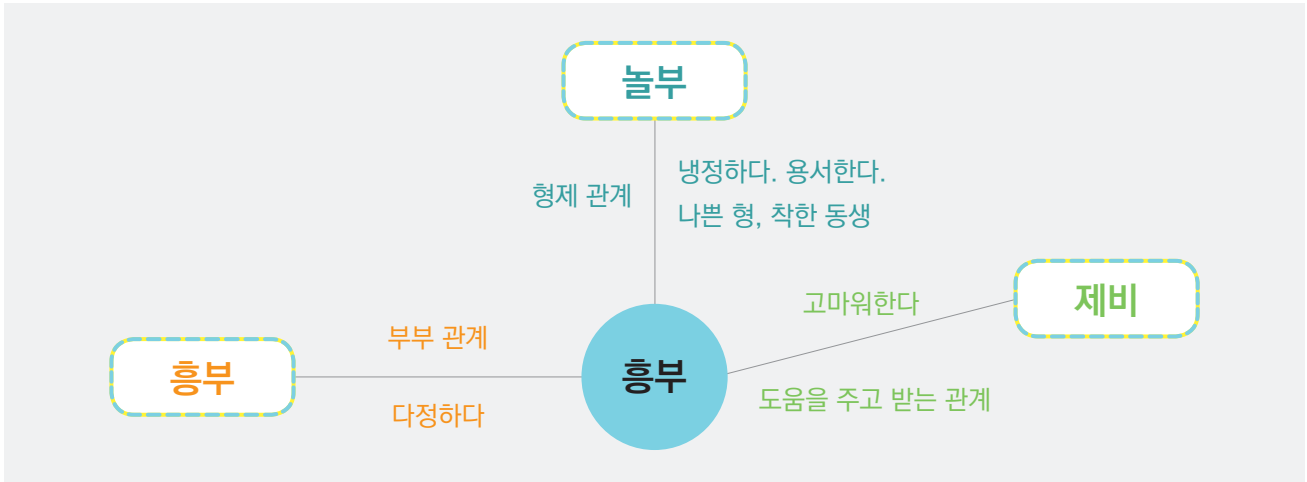 놀부
형제 관계
냉정하다. 용서한다.
나쁜 형, 착한 동생
고마워한다
제비
부부 관계
흥부
흥부
도움을 주고 받는 관계
다정하다